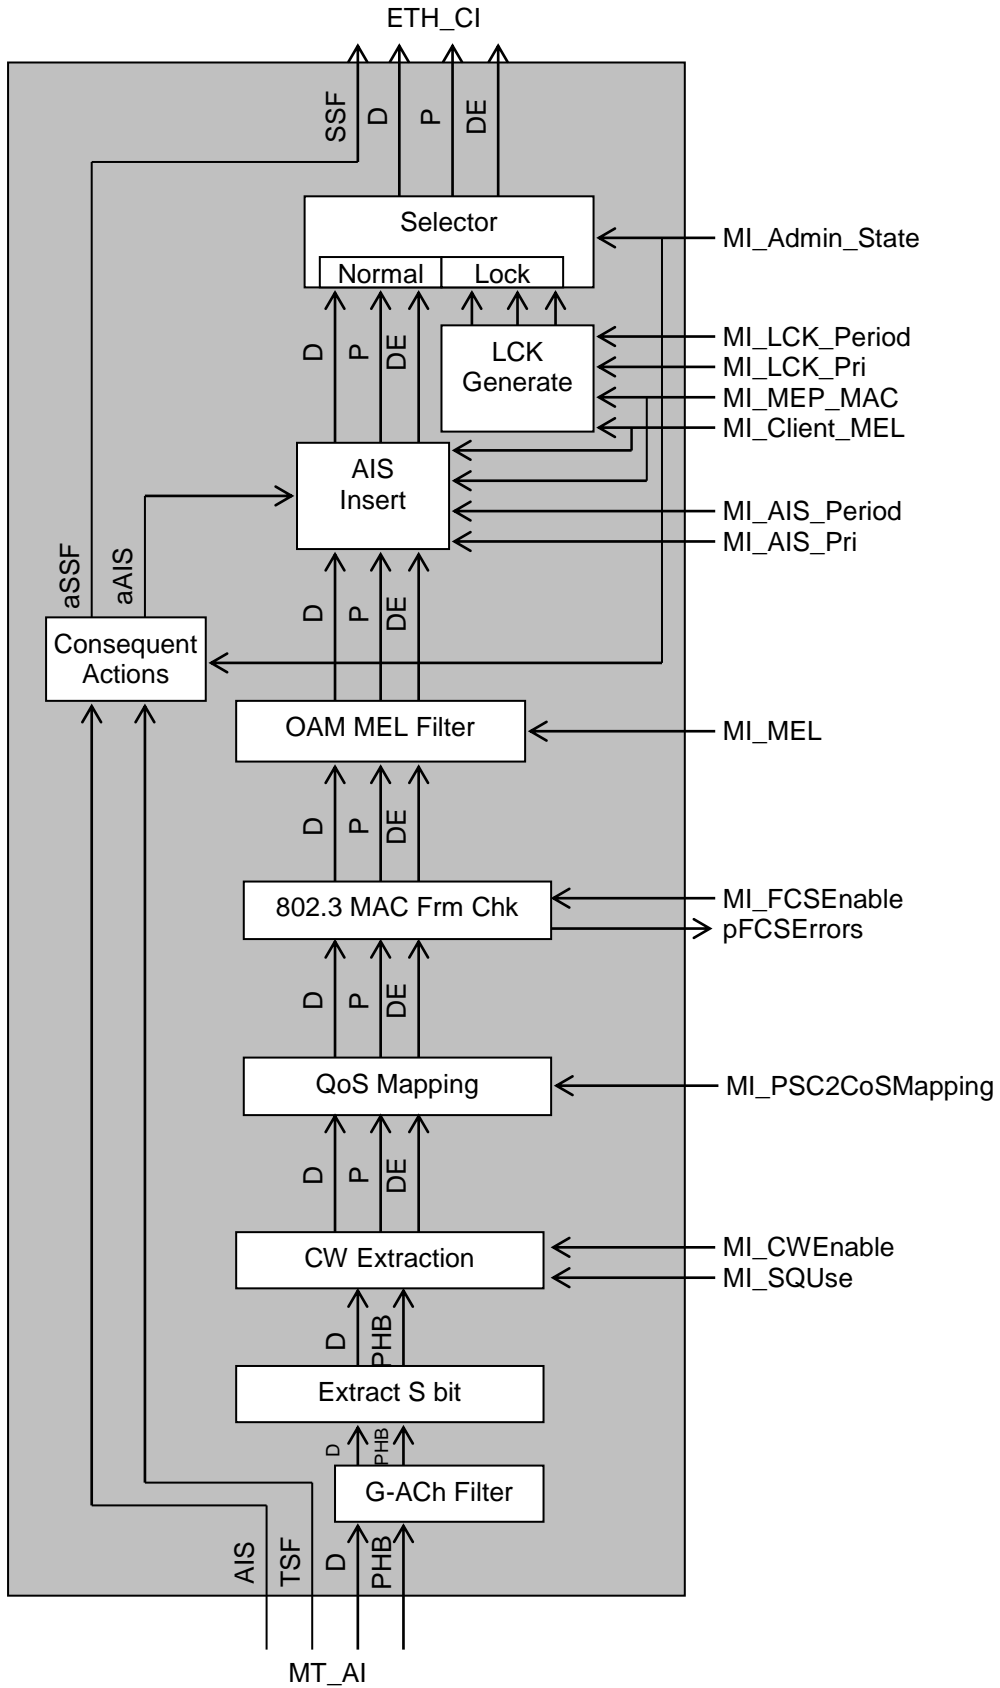 ETH_CI
SSF
D
P
DE
Selector
MI_Admin_State
Normal
Lock
D
P
DE
LCK
Generate
MI_LCK_Period
MI_LCK_Pri
MI_MEP_MAC
MI_Client_MEL
AIS
Insert
MI_AIS_Period
MI_AIS_Pri
aSSF
aAIS
D
P
DE
Consequent
Actions
OAM MEL Filter
MI_MEL
D
P
DE
802.3 MAC Frm Chk
MI_FCSEnable
pFCSErrors
D
P
DE
QoS Mapping
MI_PSC2CoSMapping
D
P
DE
CW Extraction
MI_CWEnable
MI_SQUse
D
PHB
Extract S bit
D
PHB
G-ACh Filter
AIS
TSF
D
PHB
MT_AI